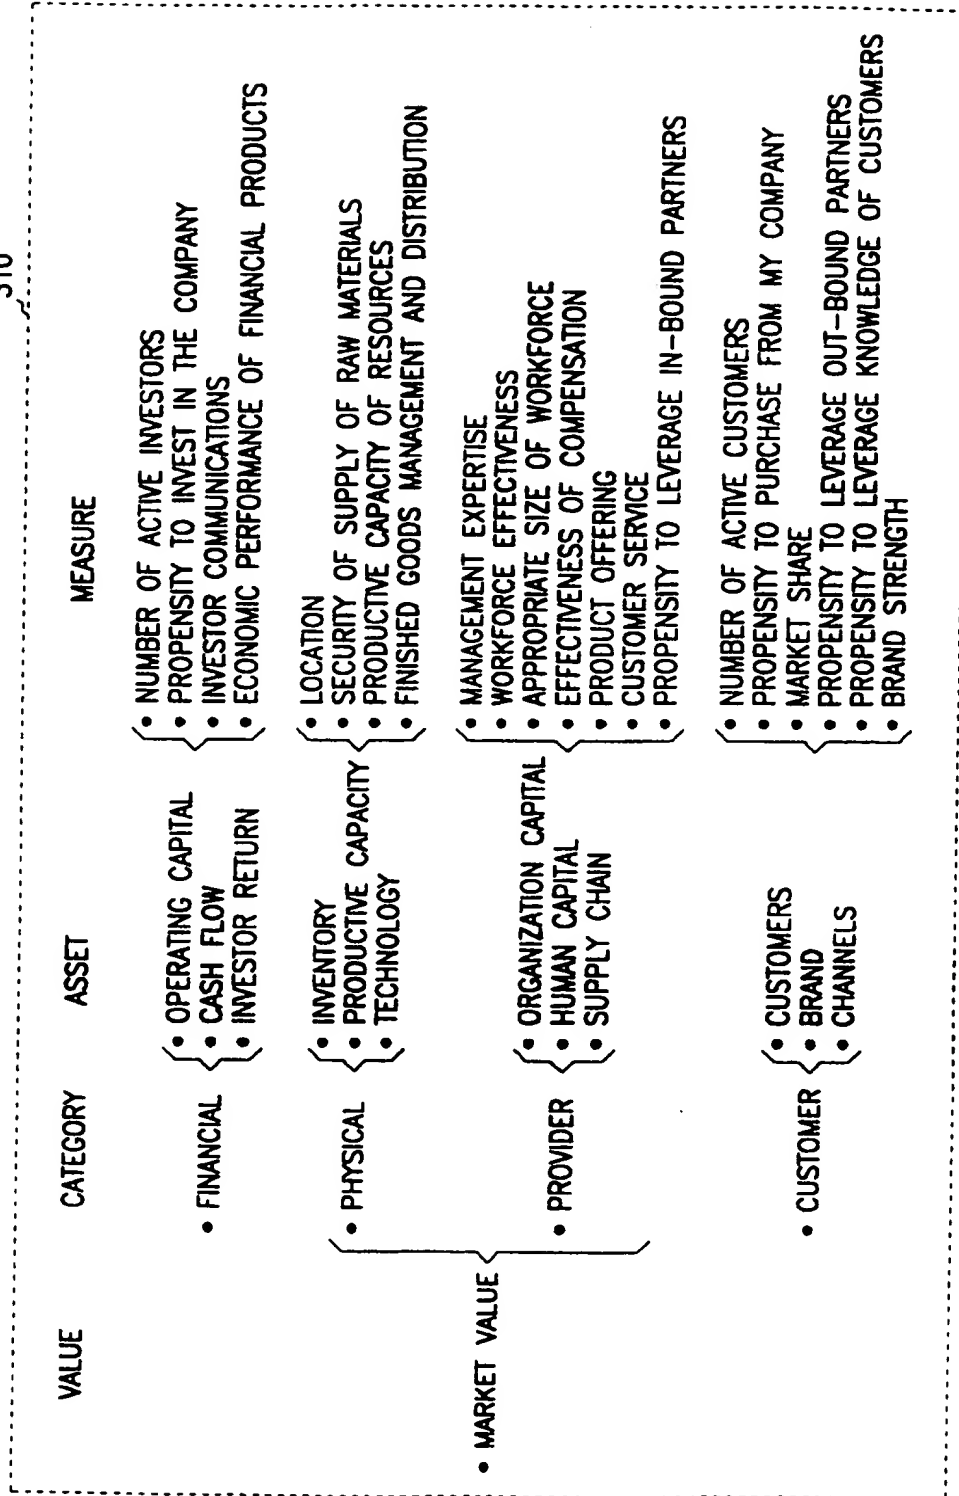 310
VALUE CATEGORY ASSET MEASURE
• MARKET VALUE
• FINANCIAL
• OPERATING CAPITAL
• CASH FLOW
• INVESTOR RETURN
• NUMBER OF ACTIVE INVESTORS
• PROPENSITY TO INVEST IN THE COMPANY
• INVESTOR COMMUNICATIONS
• ECONOMIC PERFORMANCE OF FINANCIAL PRODUCTS
• PHYSICAL
• INVENTORY
• PRODUCTIVE CAPACITY
• TECHNOLOGY
• LOCATION
• SECURITY OF SUPPLY OF RAW MATERIALS
• PRODUCTIVE CAPACITY OF RESOURCES
• FINISHED GOODS MANAGEMENT AND DISTRIBUTION
• PROVIDER
• ORGANIZATION CAPITAL
• HUMAN CAPITAL
• SUPPLY CHAIN
• MANAGEMENT EXPERTISE
• WORKFORCE EFFECTIVENESS
• APPROPRIATE SIZE OF WORKFORCE
• EFFECTIVENESS OF COMPENSATION
• PRODUCT OFFERING
• CUSTOMER SERVICE
• PROPENSITY TO LEVERAGE IN-BOUND PARTNERS
• CUSTOMER
• CUSTOMERS
• BRAND
• CHANNELS
• NUMBER OF ACTIVE CUSTOMERS
• PROPENSITY TO PURCHASE FROM MY COMPANY
• MARKET SHARE
• PROPENSITY TO LEVERAGE OUT-BOUND PARTNERS
• PROPENSITY TO LEVERAGE KNOWLEDGE OF CUSTOMERS
• BRAND STRENGTH